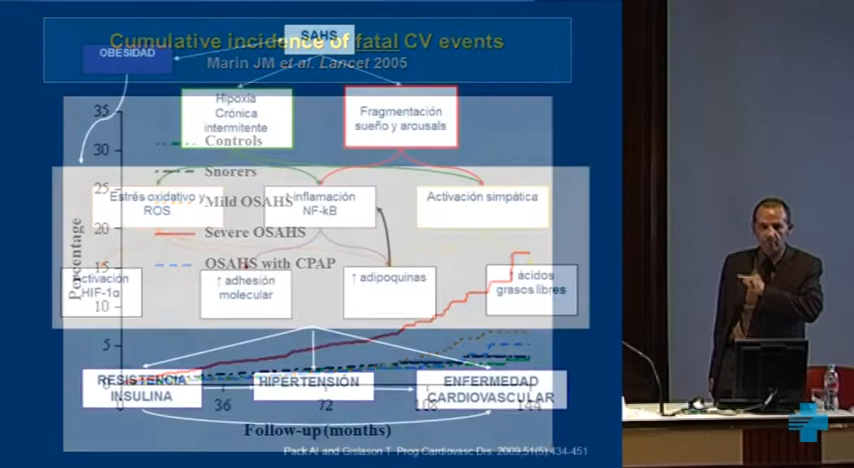 Cumulative incidence of fatal CV events
Marin JM et al. Lancet 2005
SAHS
OBESIDAD
Hipoxia
Crónica
intermitente
Fragmentación
sueño y arousals
Controls
Snorers
Mild OSAHS
Severe OSAHS
OSAHS with CPAP
Estrés oxidativo y
ROS
inflamación
NF-kB
Activación simpática
Activación
HIF-1α
↑ adhesión
molecular
↑ adipoquinas
↑ ácidos
grasos libres
Percentage
35
30
25
20
15
10
5
0
RESISTENCIA
INSULINA
HIPERTENSIÓN
ENFERMEDAD
CARDIOVASCULAR
0 36 72 108 144
Follow-up (months)
Pack AI and Gislason T. Prog Cardiovasc Dis. 2009;51(5):434-451